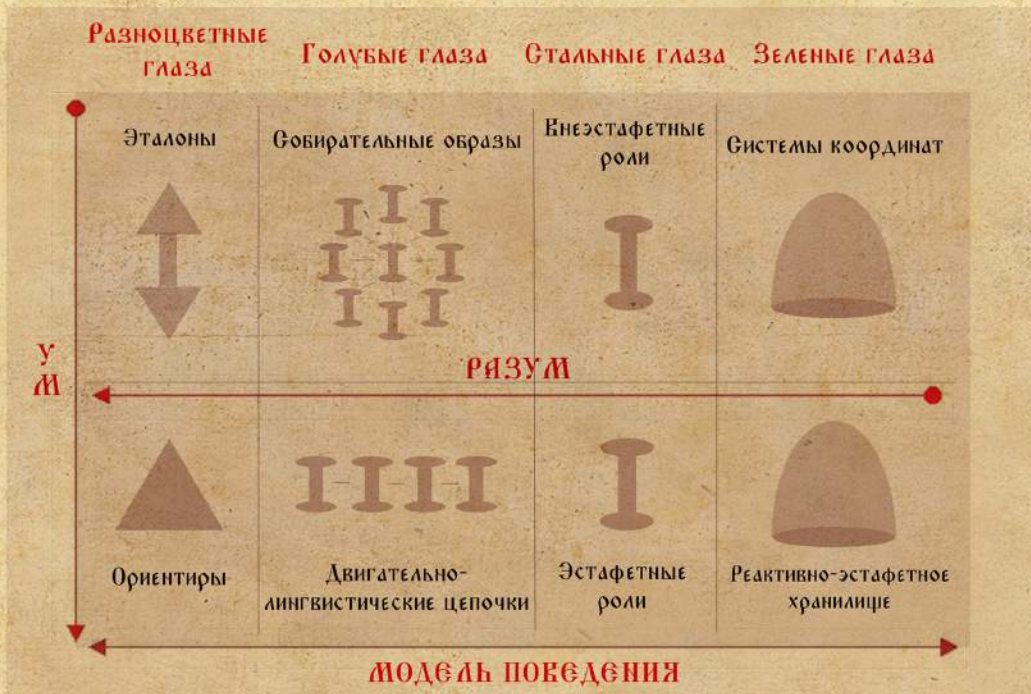 Разноцветные
глаза
Голубые глаза
Стальные глаза
Зеленые глаза
Эталоны
Собирательные образы
Внеэстафетные
роли
Системы координат
У
М
РАЗУМ
Ориентиры
Двигательно-
лингвистические цепочки
Эстафетные
роли
Реактивно-эстафетное
хранилище
МОДЕЛЬ ПОВЕДЕНИЯ